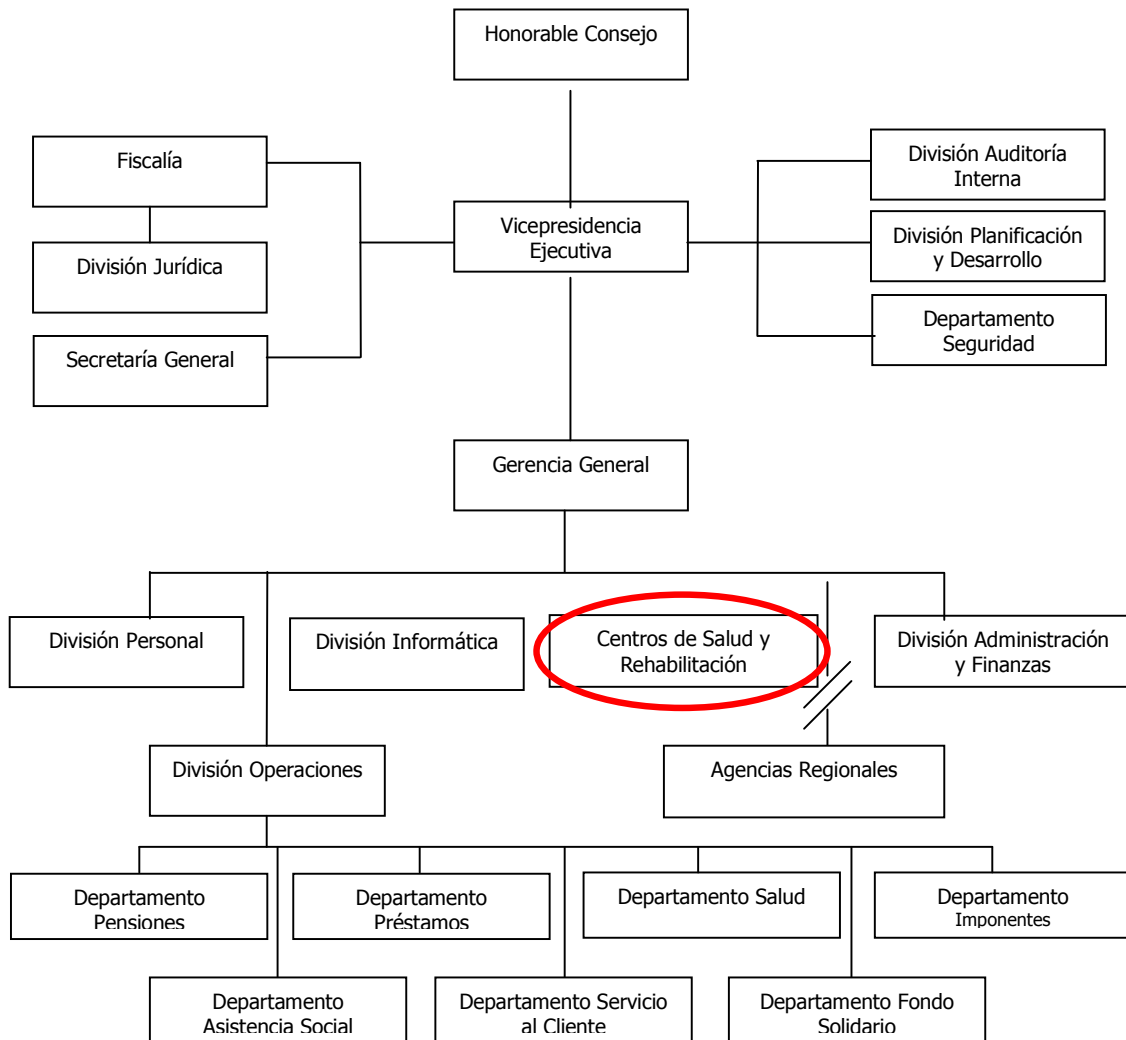 Honorable Consejo
Fiscalía
División Auditoría
Interna
Vicepresidencia
Ejecutiva
División Jurídica
División Planificación
y Desarrollo
Secretaría General
Departamento
Seguridad
Gerencia General
División Personal
División Informática
Centros de Salud y
Rehabilitación
División Administración
y Finanzas
División Operaciones
Agencias Regionales
Departamento
Pensiones
Departamento
Préstamos
Departamento Salud
Departamento
Imponentes
Departamento
Asistencia Social
Departamento Servicio
al Cliente
Departamento Fondo
Solidario